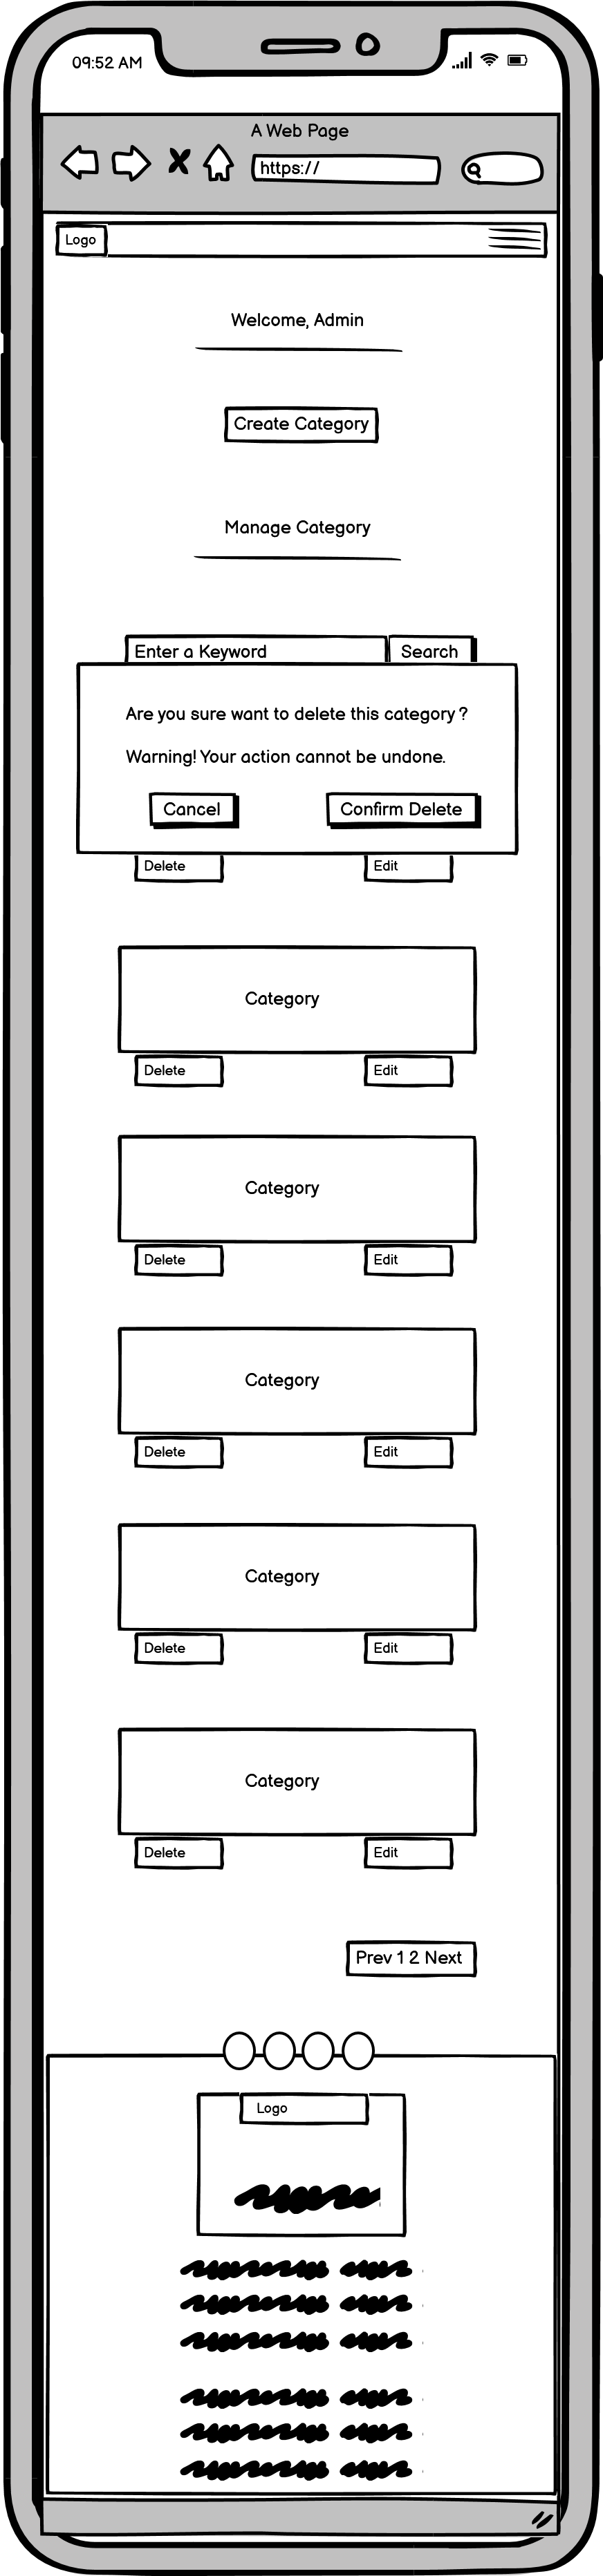 09:52 AM
A Web Page
https://
Logo
Welcome, Admin
Create Category
Manage Category
Enter a Keyword Search
Are you sure want to delete this category ?
Warning! Your action cannot be undone.
Cancel Confirm Delete
Delete Edit
Category
Delete Edit
Category
Delete Edit
Category
Delete Edit
Category
Delete Edit
Category
Delete Edit
Prev 1 2 Next
Logo